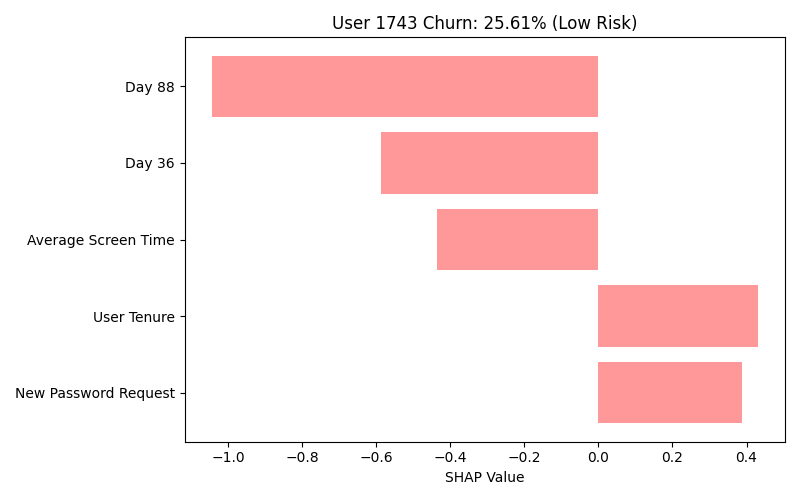 User 1743 Churn: 25.61% (Low Risk)
Day 88
Day 36
Average Screen Time
User Tenure
New Password Request
−1.0 −0.8 −0.6 −0.4 −0.2 0.0 0.2 0.4
SHAP Value